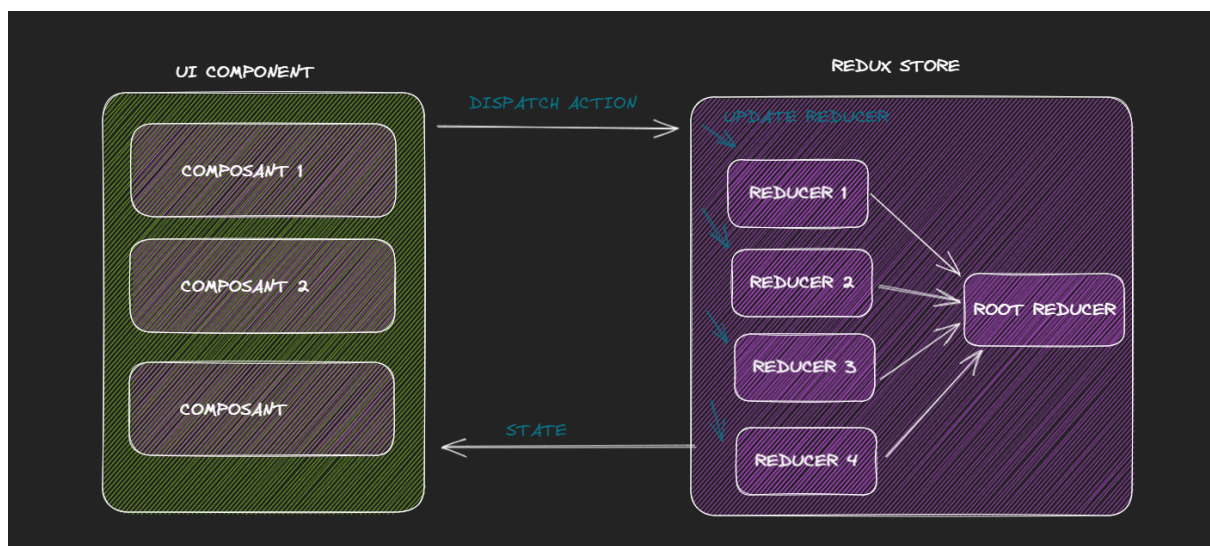 UI COMPONENT
COMPOSANT 1
COMPOSANT 2
COMPOSANT
DISPATCH ACTION
STATE
REDUX STORE
UPDATE REDUCER
REDUCER 1
REDUCER 2
REDUCER 3
REDUCER 4
ROOT REDUCER